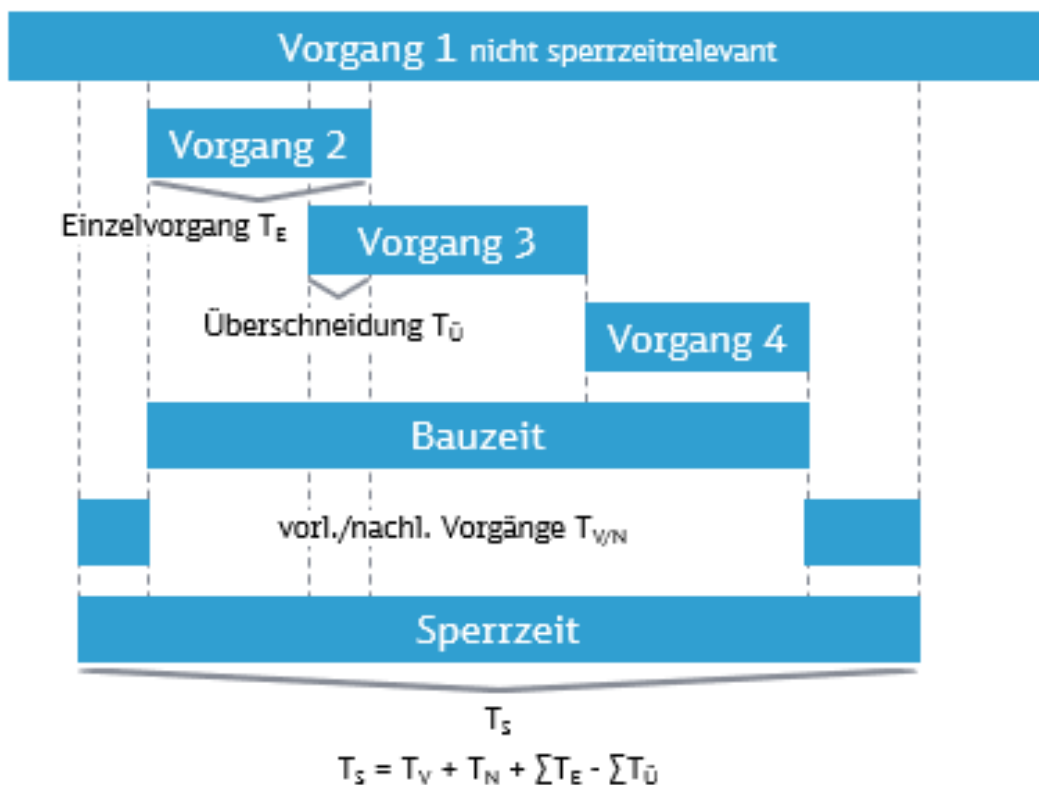 Vorgang 1 nicht sperrzeitrelevant
Vorgang 2
Einzelvorgang T_E
Vorgang 3
Überschneidung T_Ü
Vorgang 4
Bauzeit
vorl./nachl. Vorgänge T_V/N
Sperrzeit
T_S
T_S = T_V + T_N + ∑T_E - ∑T_Ü